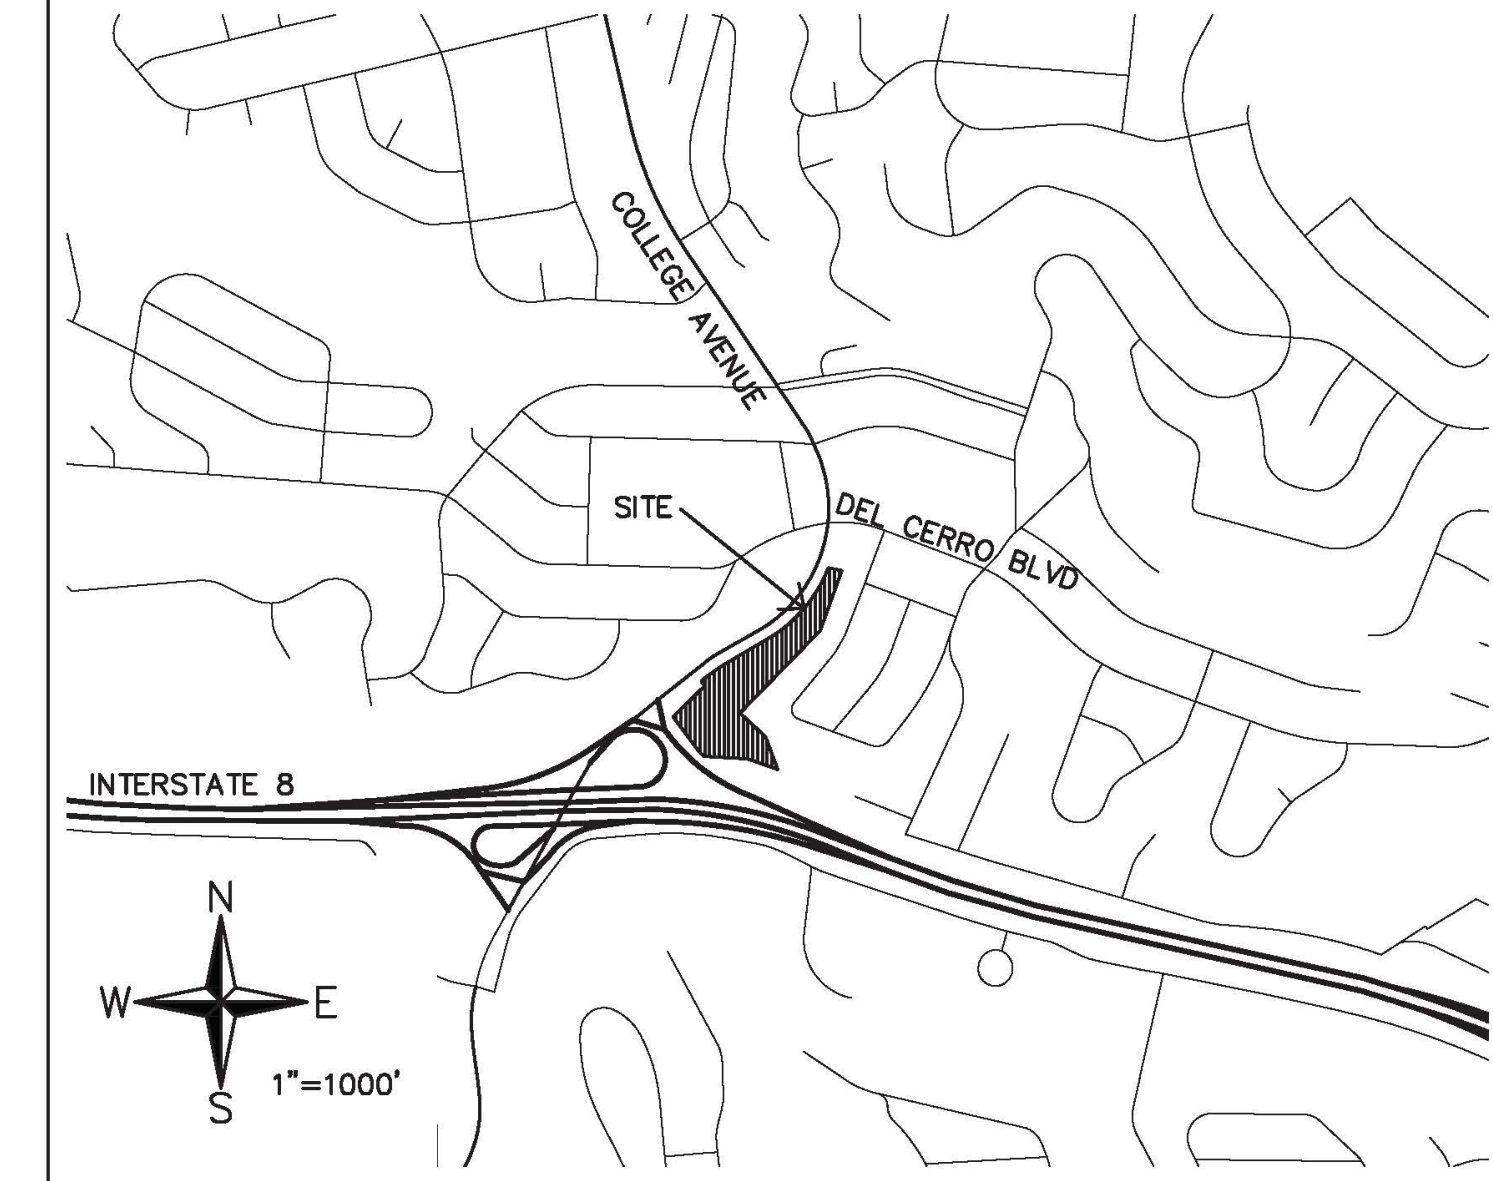 COLLEGE AVENUE
SITE
DEL CERRO BLVD
INTERSTATE 8
N
W E
S
1"=1000'